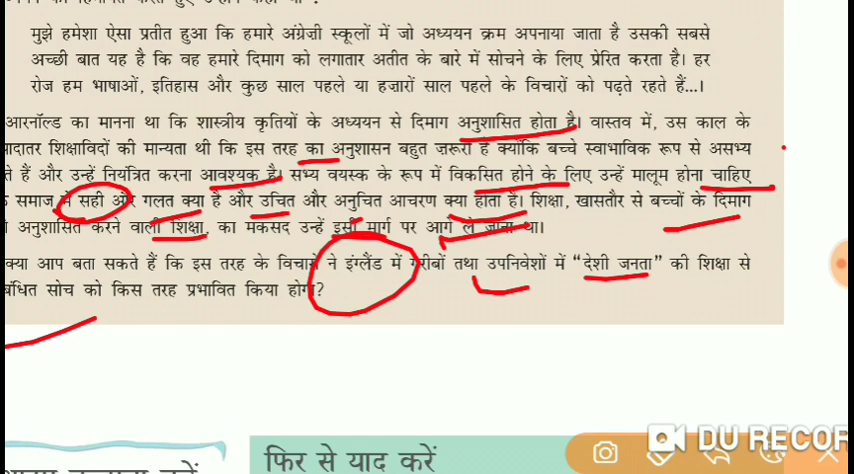 मुझे हमेशा ऐसा प्रतीत हुआ कि हमारे अंग्रेज़ी स्कूलों में जो अध्ययन क्रम अपनाया जाता है उसकी सबसे
अच्छी बात यह है कि वह हमारे दिमाग को लगातार अतीत के बारे में सोचने के लिए प्रेरित करता है। हर
रोज हम भाषाओं, इतिहास और कुछ साल पहले या हज़ारों साल पहले के विचारों को पढ़ते रहते हैं...।
आरनॉल्ड का मानना था कि शास्त्रीय कृतियों के अध्ययन से दिमाग अनुशासित होता है। वास्तव में, उस काल के
यादातर शिक्षाविदों की मान्यता थी कि इस तरह का अनुशासन बहुत ज़रूरी है क्योंकि बच्चे स्वाभाविक रूप से असभ्य
ते हैं और उन्हें नियंत्रित करना आवश्यक है। सभ्य वयस्क के रूप में विकसित होने के लिए उन्हें मालूम होना चाहिए
समाज में सही और गलत क्या है और उचित और अनुचित आचरण क्या होता है। शिक्षा, खासतौर से बच्चों के दिमाग
अनुशासित करने वाली शिक्षा, का मकसद उन्हें इसी मार्ग पर आगे ले जाना था।
क्या आप बता सकते हैं कि इस तरह के विचारों ने इंग्लैंड में गरीबों तथा उपनिवेशों में “देशी जनता” की शिक्षा से
बंधित सोच को किस तरह प्रभावित किया होगा?
फिर से याद करें
DU RECOR